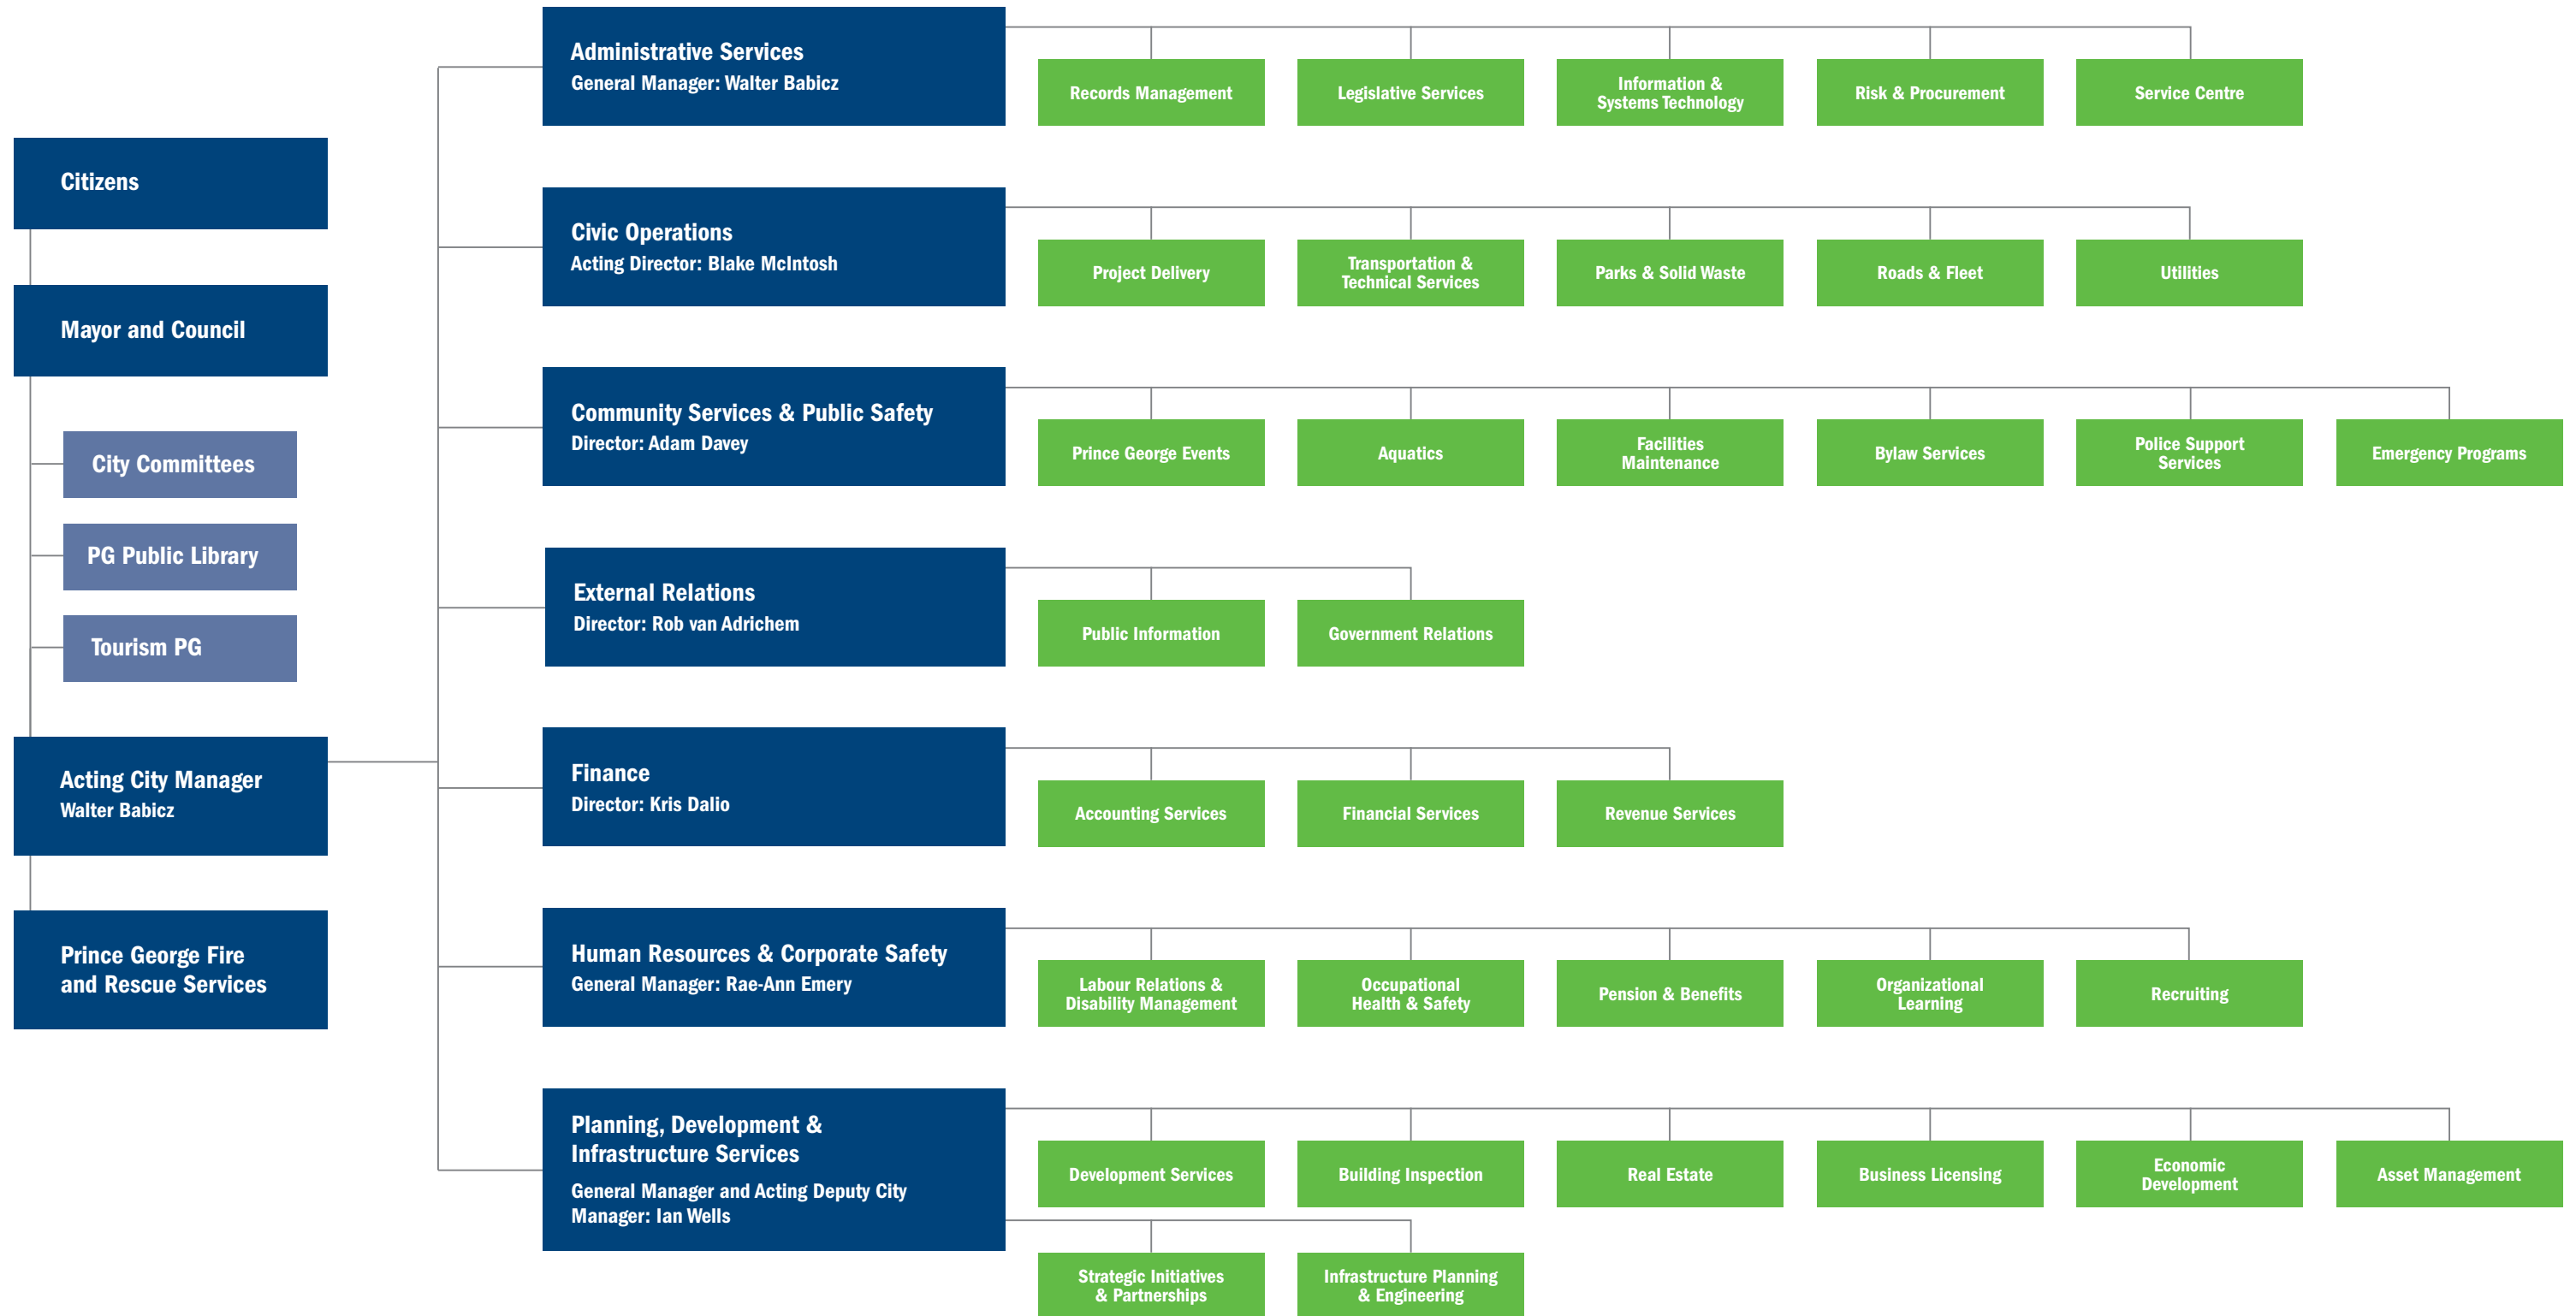 Citizens
Mayor and Council
City Committees
PG Public Library
Tourism PG
Acting City Manager
Walter Babicz
Prince George Fire
and Rescue Services
Administrative Services
General Manager: Walter Babicz
Records Management
Legislative Services
Information &
Systems Technology
Risk & Procurement
Service Centre
Civic Operations
Acting Director: Blake McIntosh
Project Delivery
Transportation &
Technical Services
Parks & Solid Waste
Roads & Fleet
Utilities
Community Services & Public Safety
Director: Adam Davey
Prince George Events
Aquatics
Facilities
Maintenance
Bylaw Services
Police Support
Services
Emergency Programs
External Relations
Director: Rob van Adrichem
Public Information
Government Relations
Finance
Director: Kris Dalio
Accounting Services
Financial Services
Revenue Services
Human Resources & Corporate Safety
General Manager: Rae-Ann Emery
Labour Relations &
Disability Management
Occupational
Health & Safety
Pension & Benefits
Organizational
Learning
Recruiting
Planning, Development &
Infrastructure Services
General Manager and Acting Deputy City
Manager: Ian Wells
Development Services
Building Inspection
Real Estate
Business Licensing
Economic
Development
Asset Management
Strategic Initiatives
& Partnerships
Infrastructure Planning
& Engineering